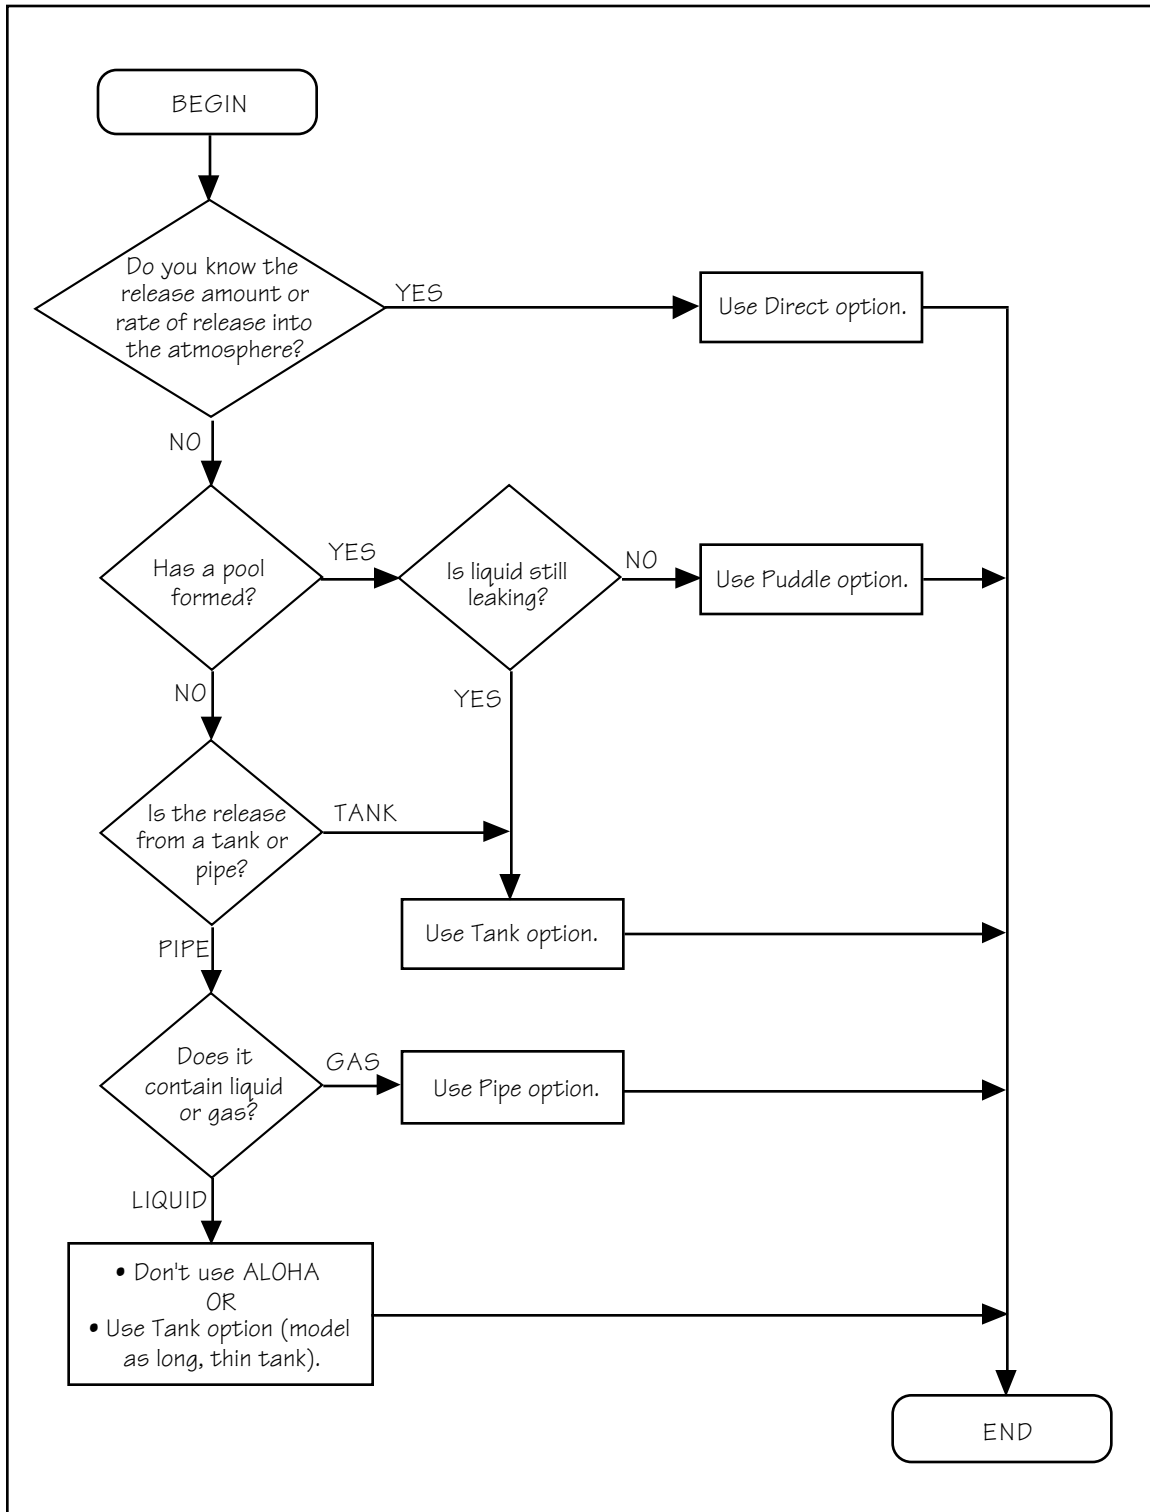 BEGIN
Do you know the
release amount or
rate of release into
the atmosphere?
YES
Use Direct option.
NO
Has a pool
formed?
YES
Is liquid still
leaking?
NO
Use Puddle option.
NO
YES
Is the release
from a tank or
pipe?
TANK
Use Tank option.
PIPE
Does it
contain liquid
or gas?
GAS
Use Pipe option.
LIQUID
• Don't use ALOHA
OR
• Use Tank option (model
as long, thin tank).
END